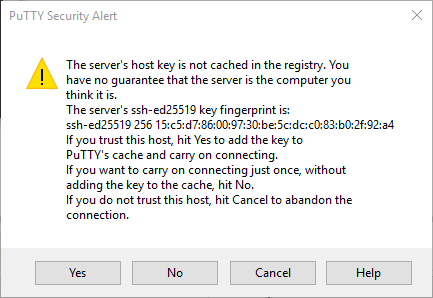 PuTTY Security Alert
The server's host key is not cached in the registry. You
have no guarantee that the server is the computer you
think it is.
The server's ssh-ed25519 key fingerprint is:
ssh-ed25519 256 15:c5:d7:86:00:97:30:be:5c:dc:c0:83:b0:2f:92:a4
If you trust this host, hit Yes to add the key to
PuTTY's cache and carry on connecting.
If you want to carry on connecting just once, without
adding the key to the cache, hit No.
If you do not trust this host, hit Cancel to abandon the
connection.
Yes No Cancel Help